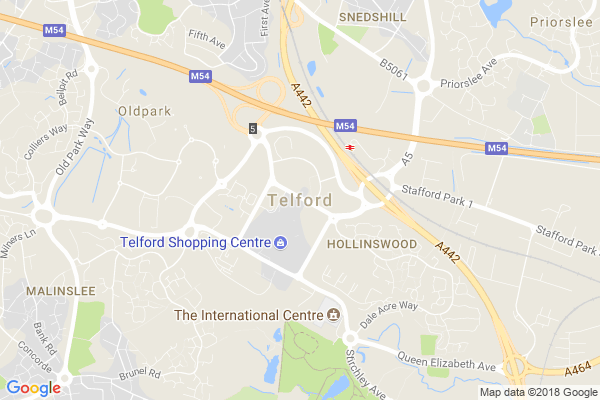 SNEDSHILL
Priorslee
First Ave
Fifth Ave
M54
B5061
Priorslee Ave
M54
Bellpit Rd
A442
Oldpark
M54
5
Colliers Way
Old Park Way
M54
A5
Stafford Park 1
Telford
Stafford Park
Miners Ln
Telford Shopping Centre
HOLLINSWOOD
A442
MALINSLEE
Dale Acre Way
The International Centre
Bank Rd
Concorde
Brunel Rd
Stirchley Ave
Queen Elizabeth Ave
A464
Google
Map data ©2018 Google